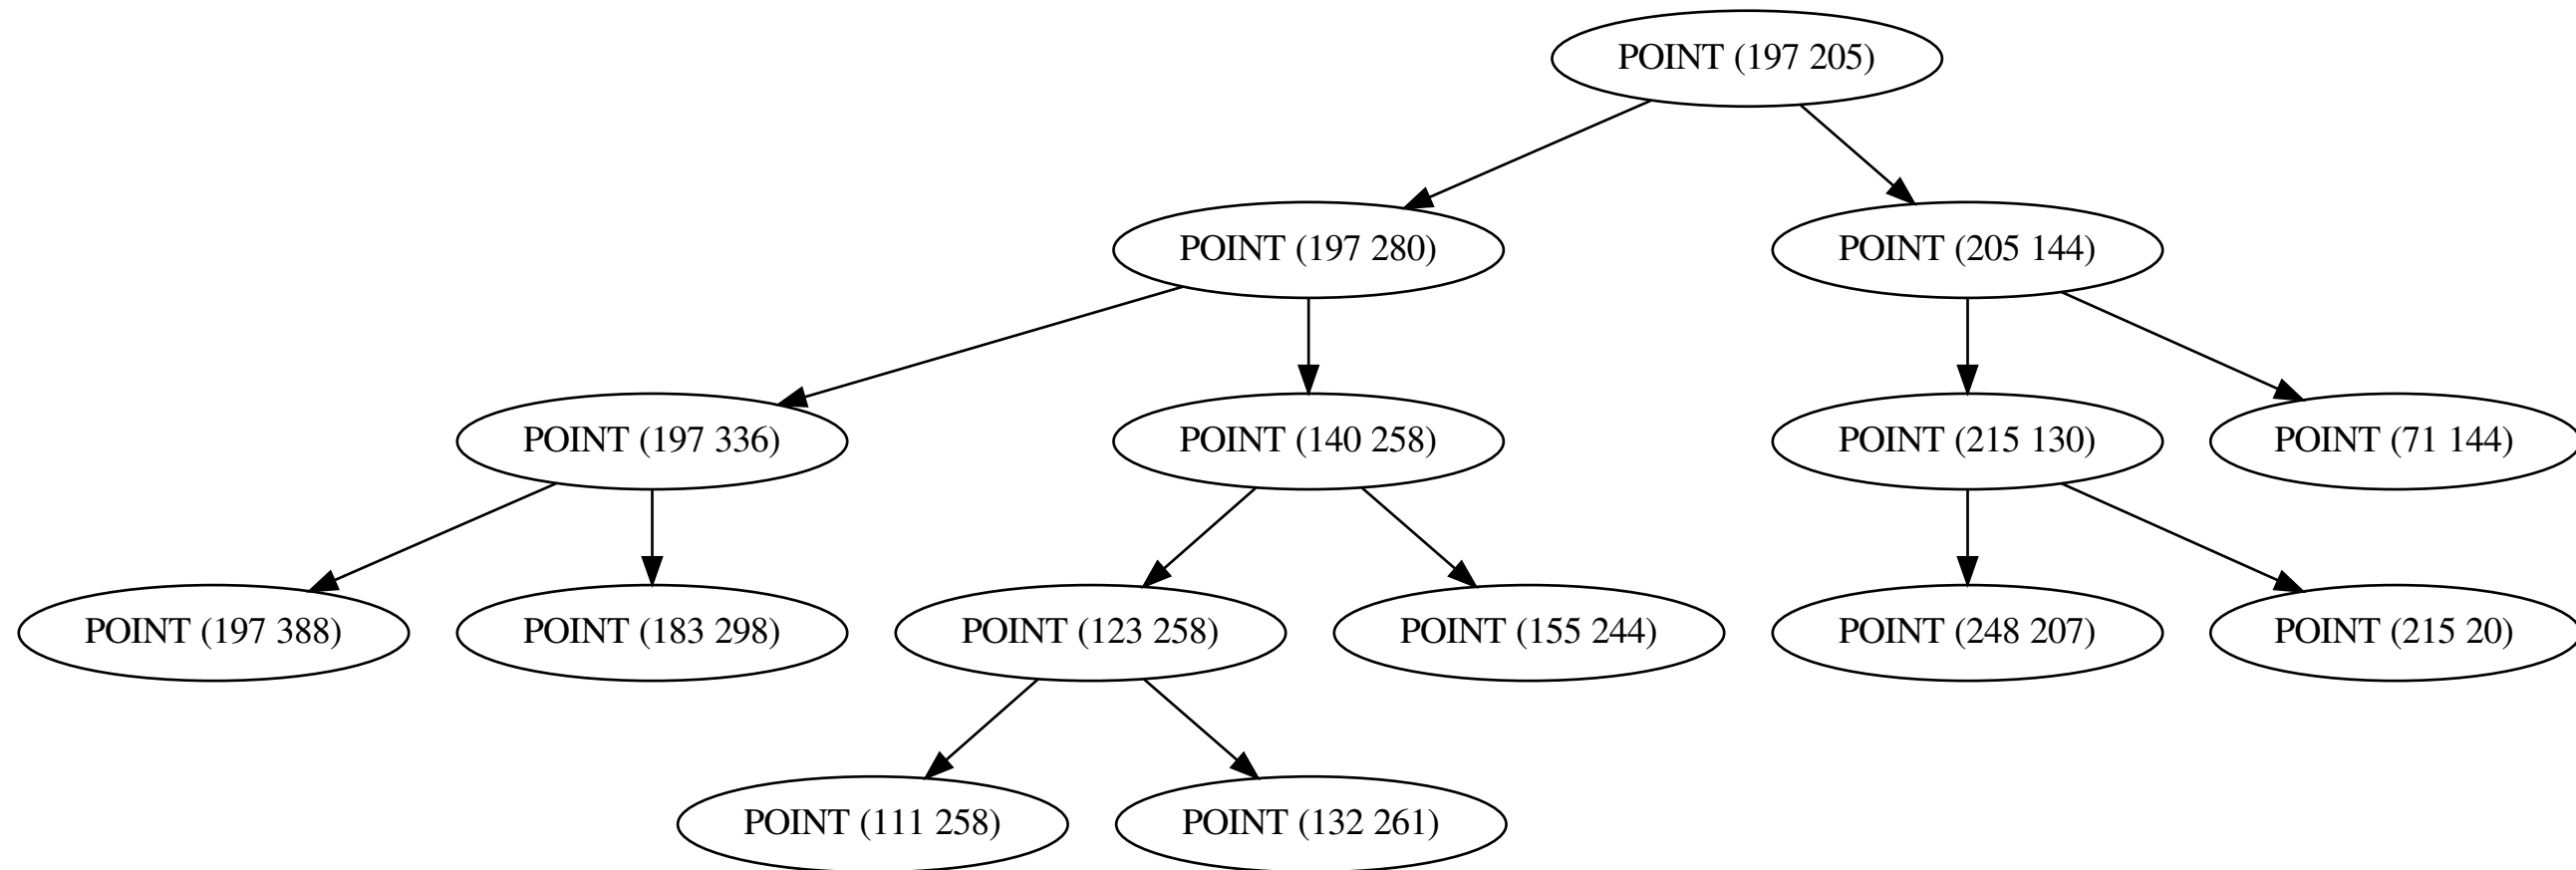 POINT (197 205)
POINT (197 280)
POINT (205 144)
POINT (197 336)
POINT (140 258)
POINT (215 130)
POINT (71 144)
POINT (197 388)
POINT (183 298)
POINT (123 258)
POINT (155 244)
POINT (248 207)
POINT (215 20)
POINT (111 258)
POINT (132 261)